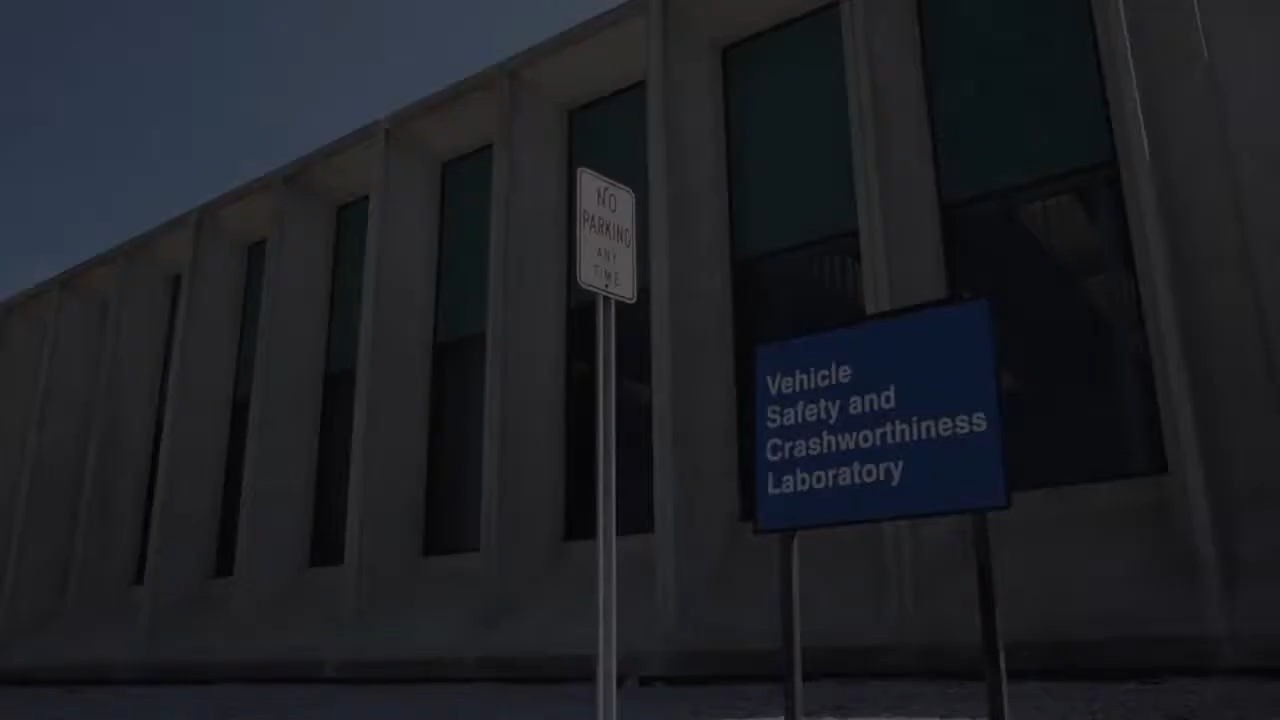 NO
PARKING
ANY
TIME
Vehicle
Safety and
Crashworthiness
Laboratory